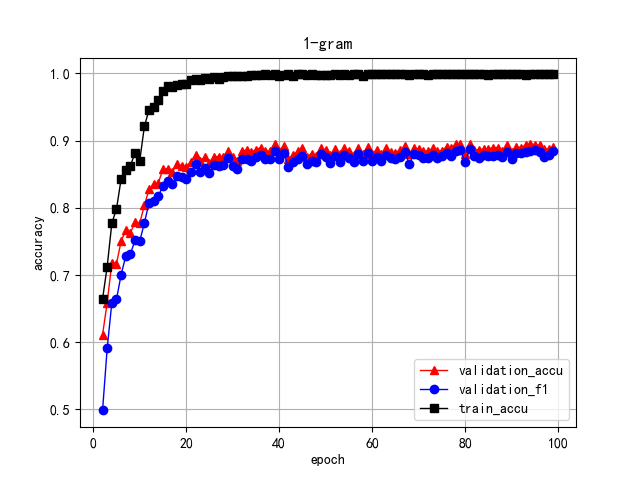 1-gram
accuracy
1.0
0.9
0.8
0.7
0.6
0.5
validation_accu
validation_f1
train_accu
0 20 40 60 80 100
epoch